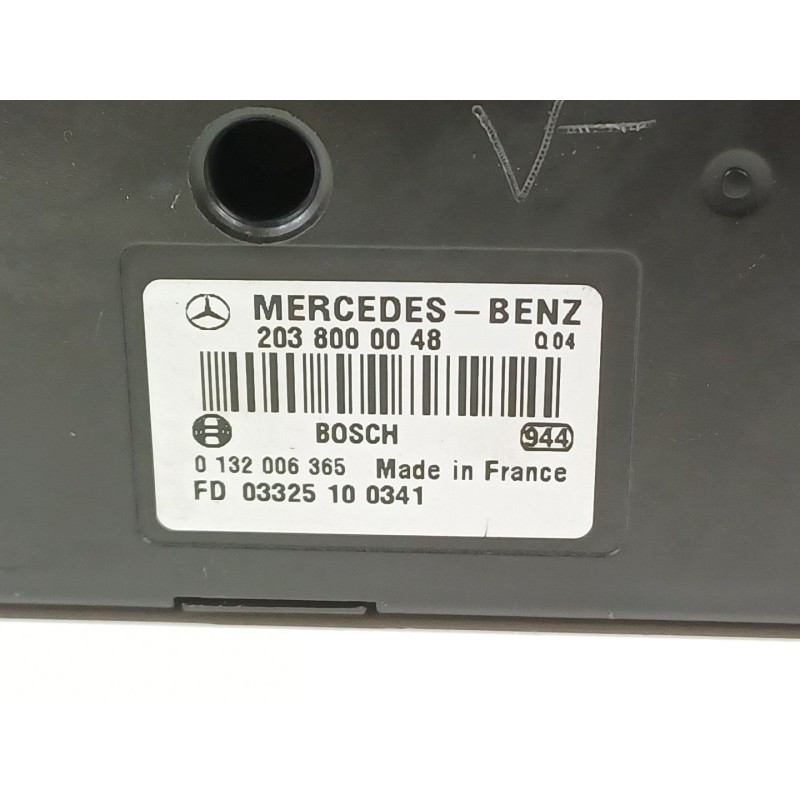 MERCEDES-BENZ
203 800 00 48 Q04
BOSCH 944
0 132 006 365 Made in France
FD 03325 10 0341